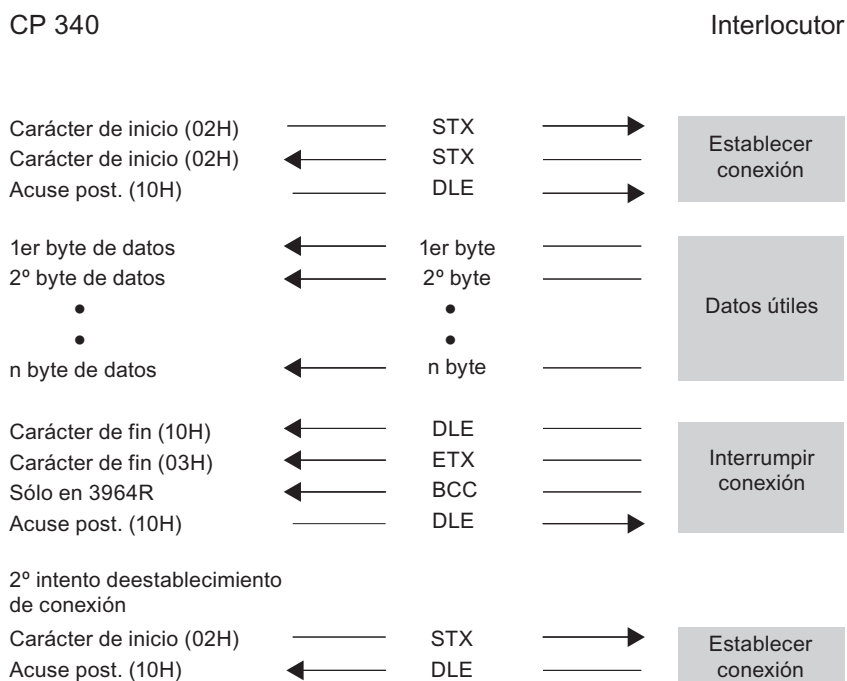 CP 340 Interlocutor
Carácter de inicio (02H) STX
Carácter de inicio (02H) STX
Acuse post. (10H) DLE
Establecer
conexión
1er byte de datos 1er byte
2º byte de datos 2º byte
• •
• •
n byte de datos n byte
Datos útiles
Carácter de fin (10H) DLE
Carácter de fin (03H) ETX
Sólo en 3964R BCC
Acuse post. (10H) DLE
Interrumpir
conexión
2º intento deestablecimiento
de conexión
Carácter de inicio (02H) STX
Acuse post. (10H) DLE
Establecer
conexión